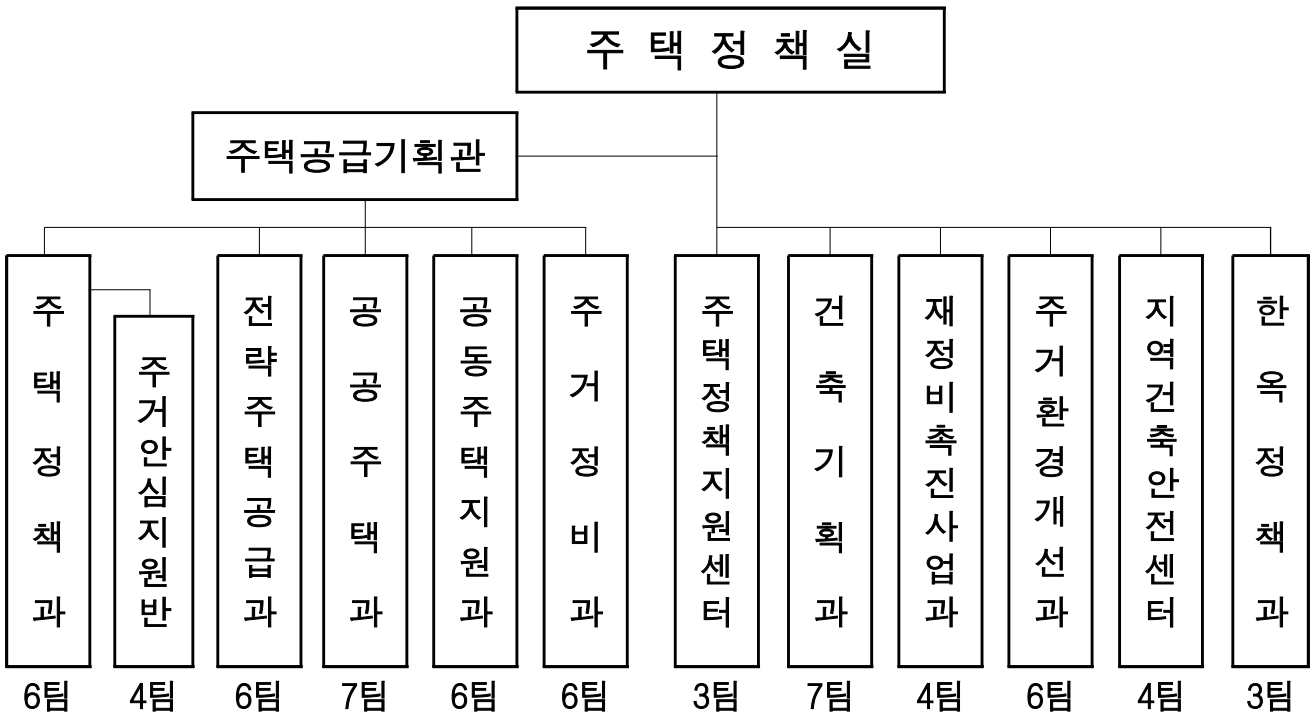 주택정책실
주택공급기획관
주택정책과
주거안심지원반
전략주택공급과
공공주택과
공동주택지원과
주거정비과
주택정책지원센터
건축기획과
재정비촉진사업과
주거환경개선과
지역건축안전센터
한옥정책과
6팀 4팀 6팀 7팀 6팀 6팀 3팀 7팀 4팀 6팀 4팀 3팀